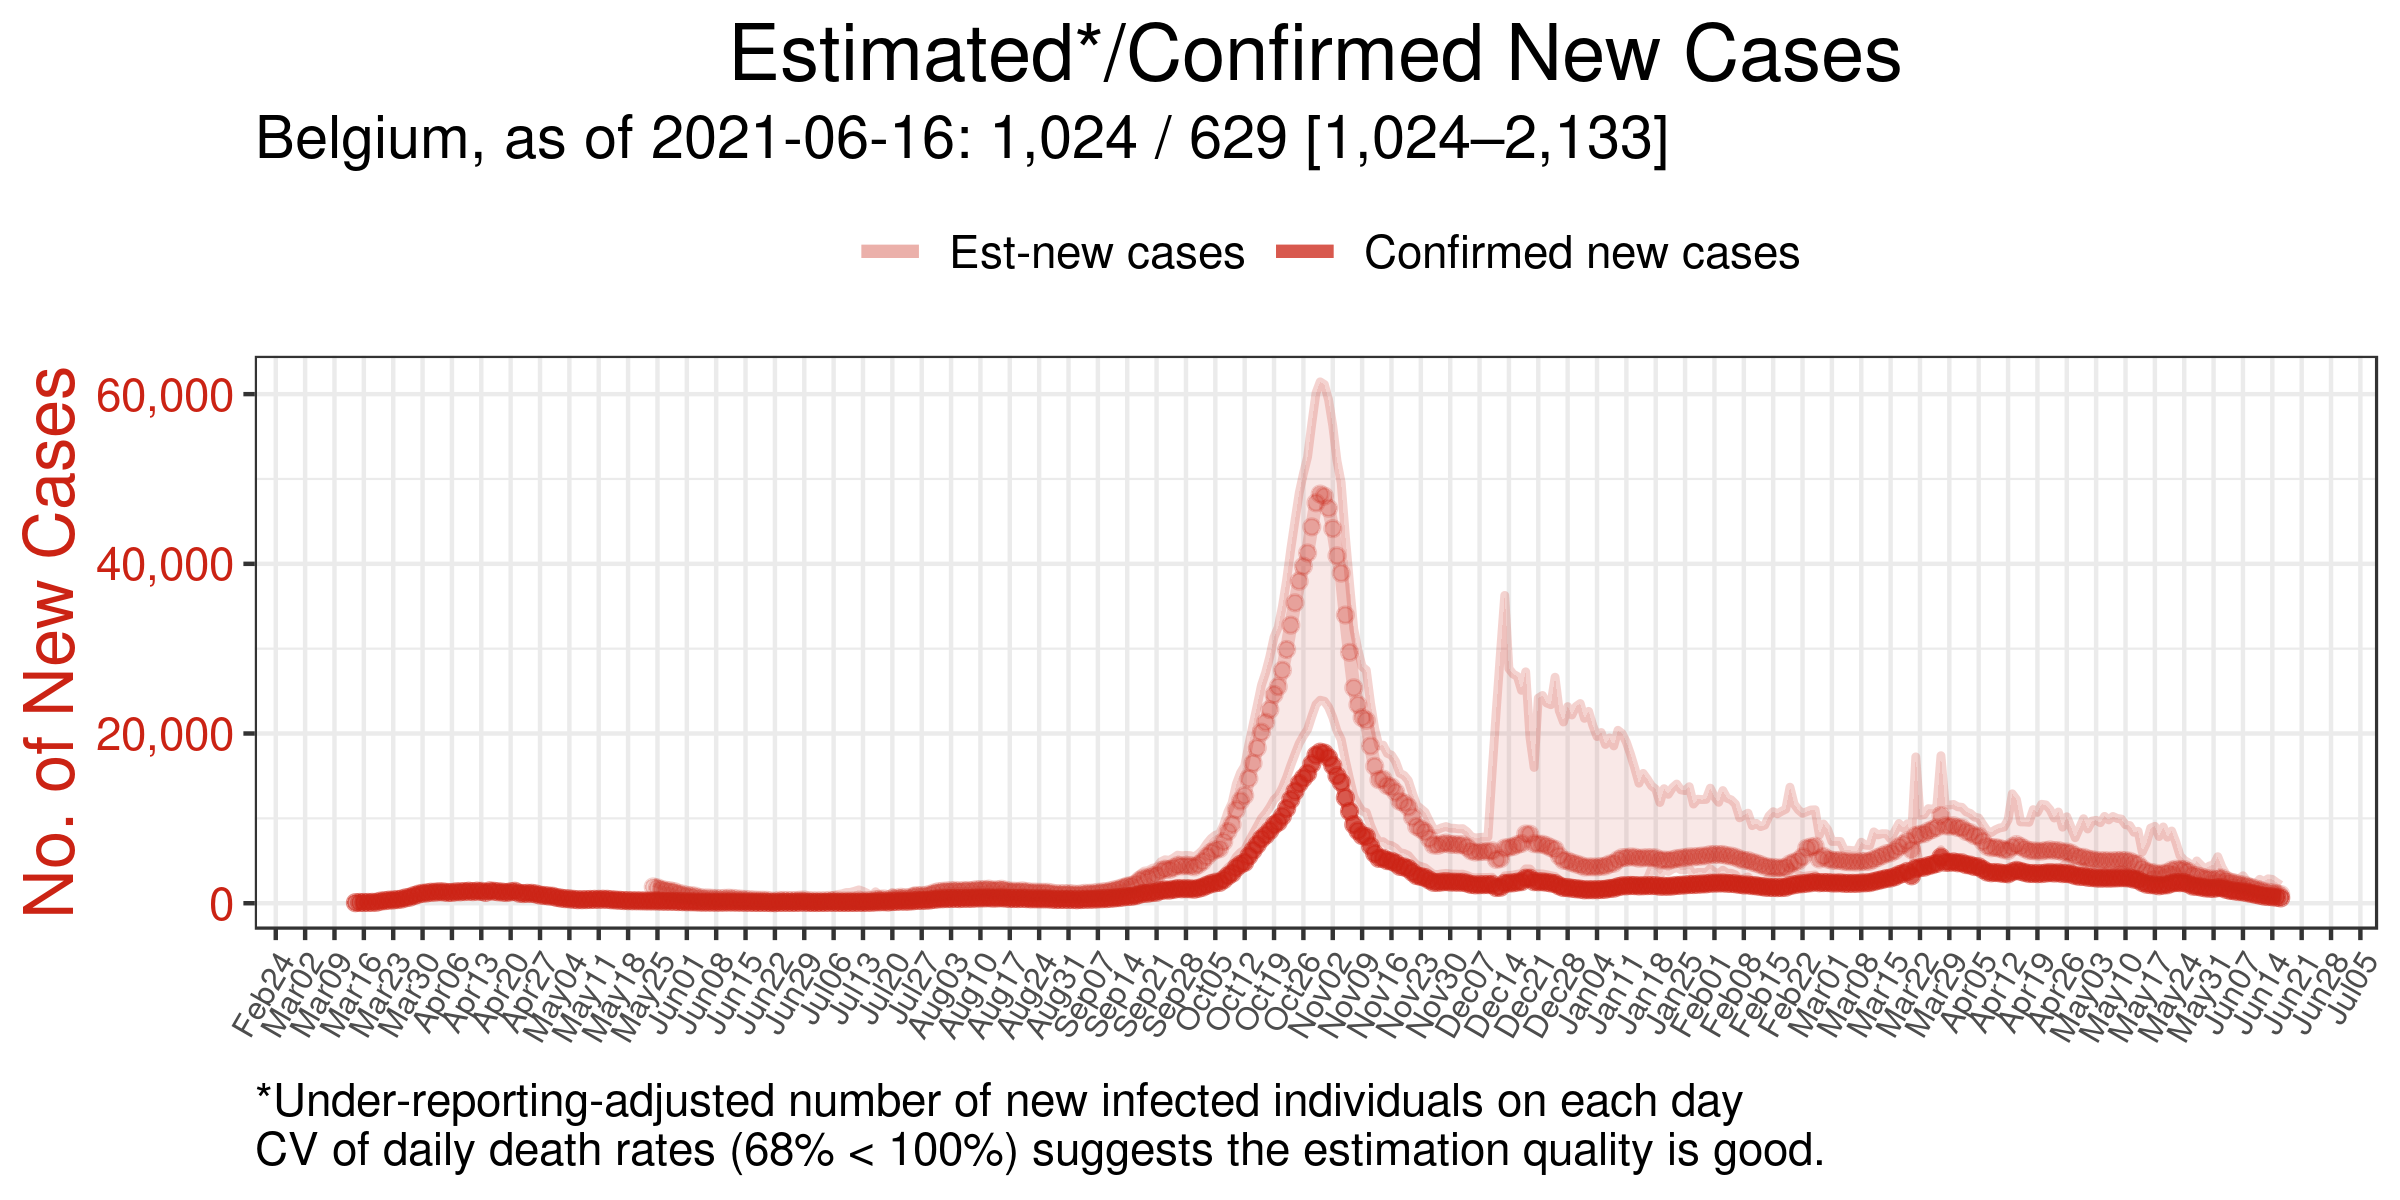 Estimated*/Confirmed New Cases
Belgium, as of 2021-06-16: 1,024 / 629 [1,024–2,133]
Est-new cases
Confirmed new cases
No. of New Cases
60,000
40,000
20,000
0
Feb24
Mar02
Mar09
Mar16
Mar23
Mar30
Apr06
Apr13
Apr20
Apr27
May04
May11
May18
May25
Jun01
Jun08
Jun15
Jun22
Jun29
Jul06
Jul13
Jul20
Jul27
Aug03
Aug10
Aug17
Aug24
Aug31
Sep07
Sep14
Sep21
Sep28
Oct05
Oct12
Oct19
Oct26
Nov02
Nov09
Nov16
Nov23
Nov30
Dec07
Dec14
Dec21
Dec28
Jan04
Jan11
Jan18
Jan25
Feb01
Feb08
Feb15
Feb22
Mar01
Mar08
Mar15
Mar22
Mar29
Apr05
Apr12
Apr19
Apr26
May03
May10
May17
May24
May31
Jun07
Jun14
Jun21
Jun28
Jul05
*Under-reporting-adjusted number of new infected individuals on each day
CV of daily death rates (68% < 100%) suggests the estimation quality is good.